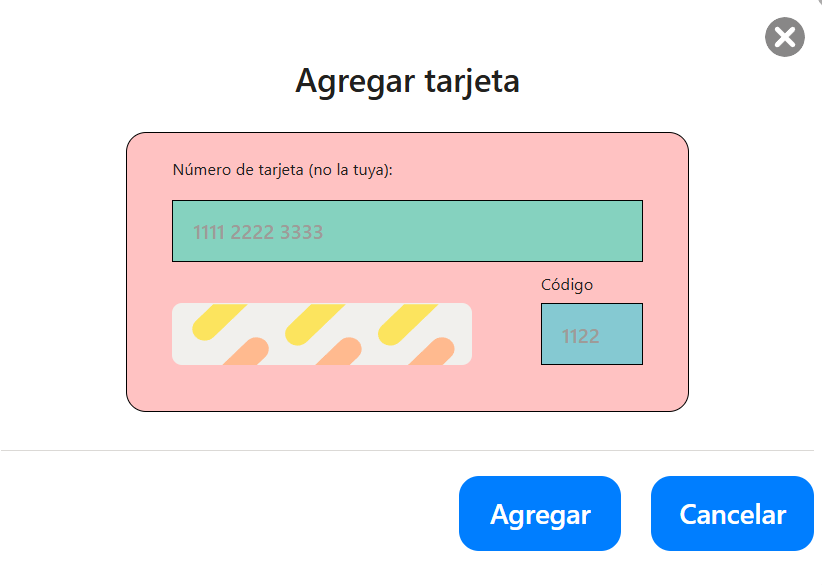 Agregar tarjeta
Número de tarjeta (no la tuya):
1111 2222 3333
Código
1122
Agregar
Cancelar